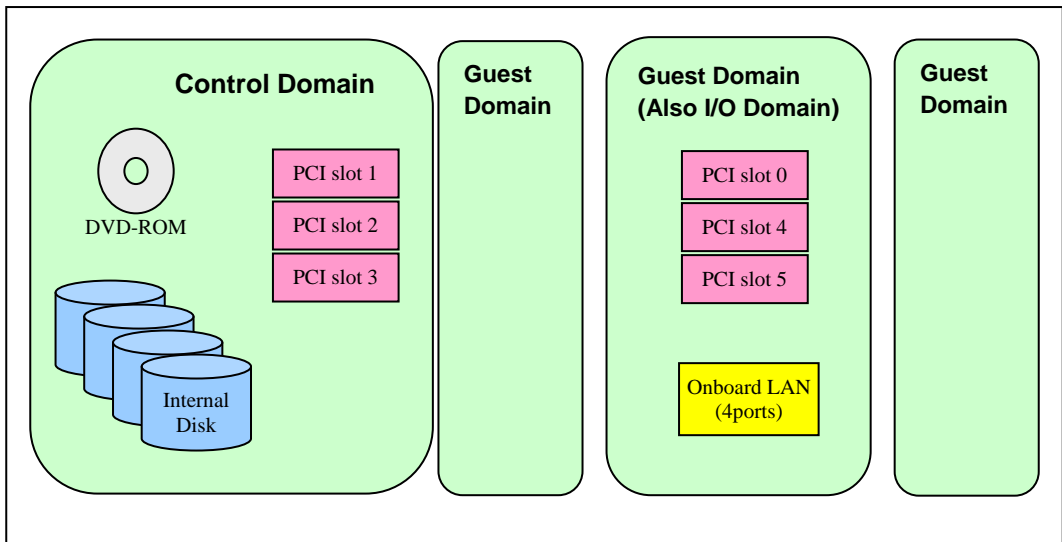 Control Domain
DVD-ROM
PCI slot 1
PCI slot 2
PCI slot 3
Internal
Disk
Guest
Domain
Guest Domain
(Also I/O Domain)
PCI slot 0
PCI slot 4
PCI slot 5
Onboard LAN
(4ports)
Guest
Domain